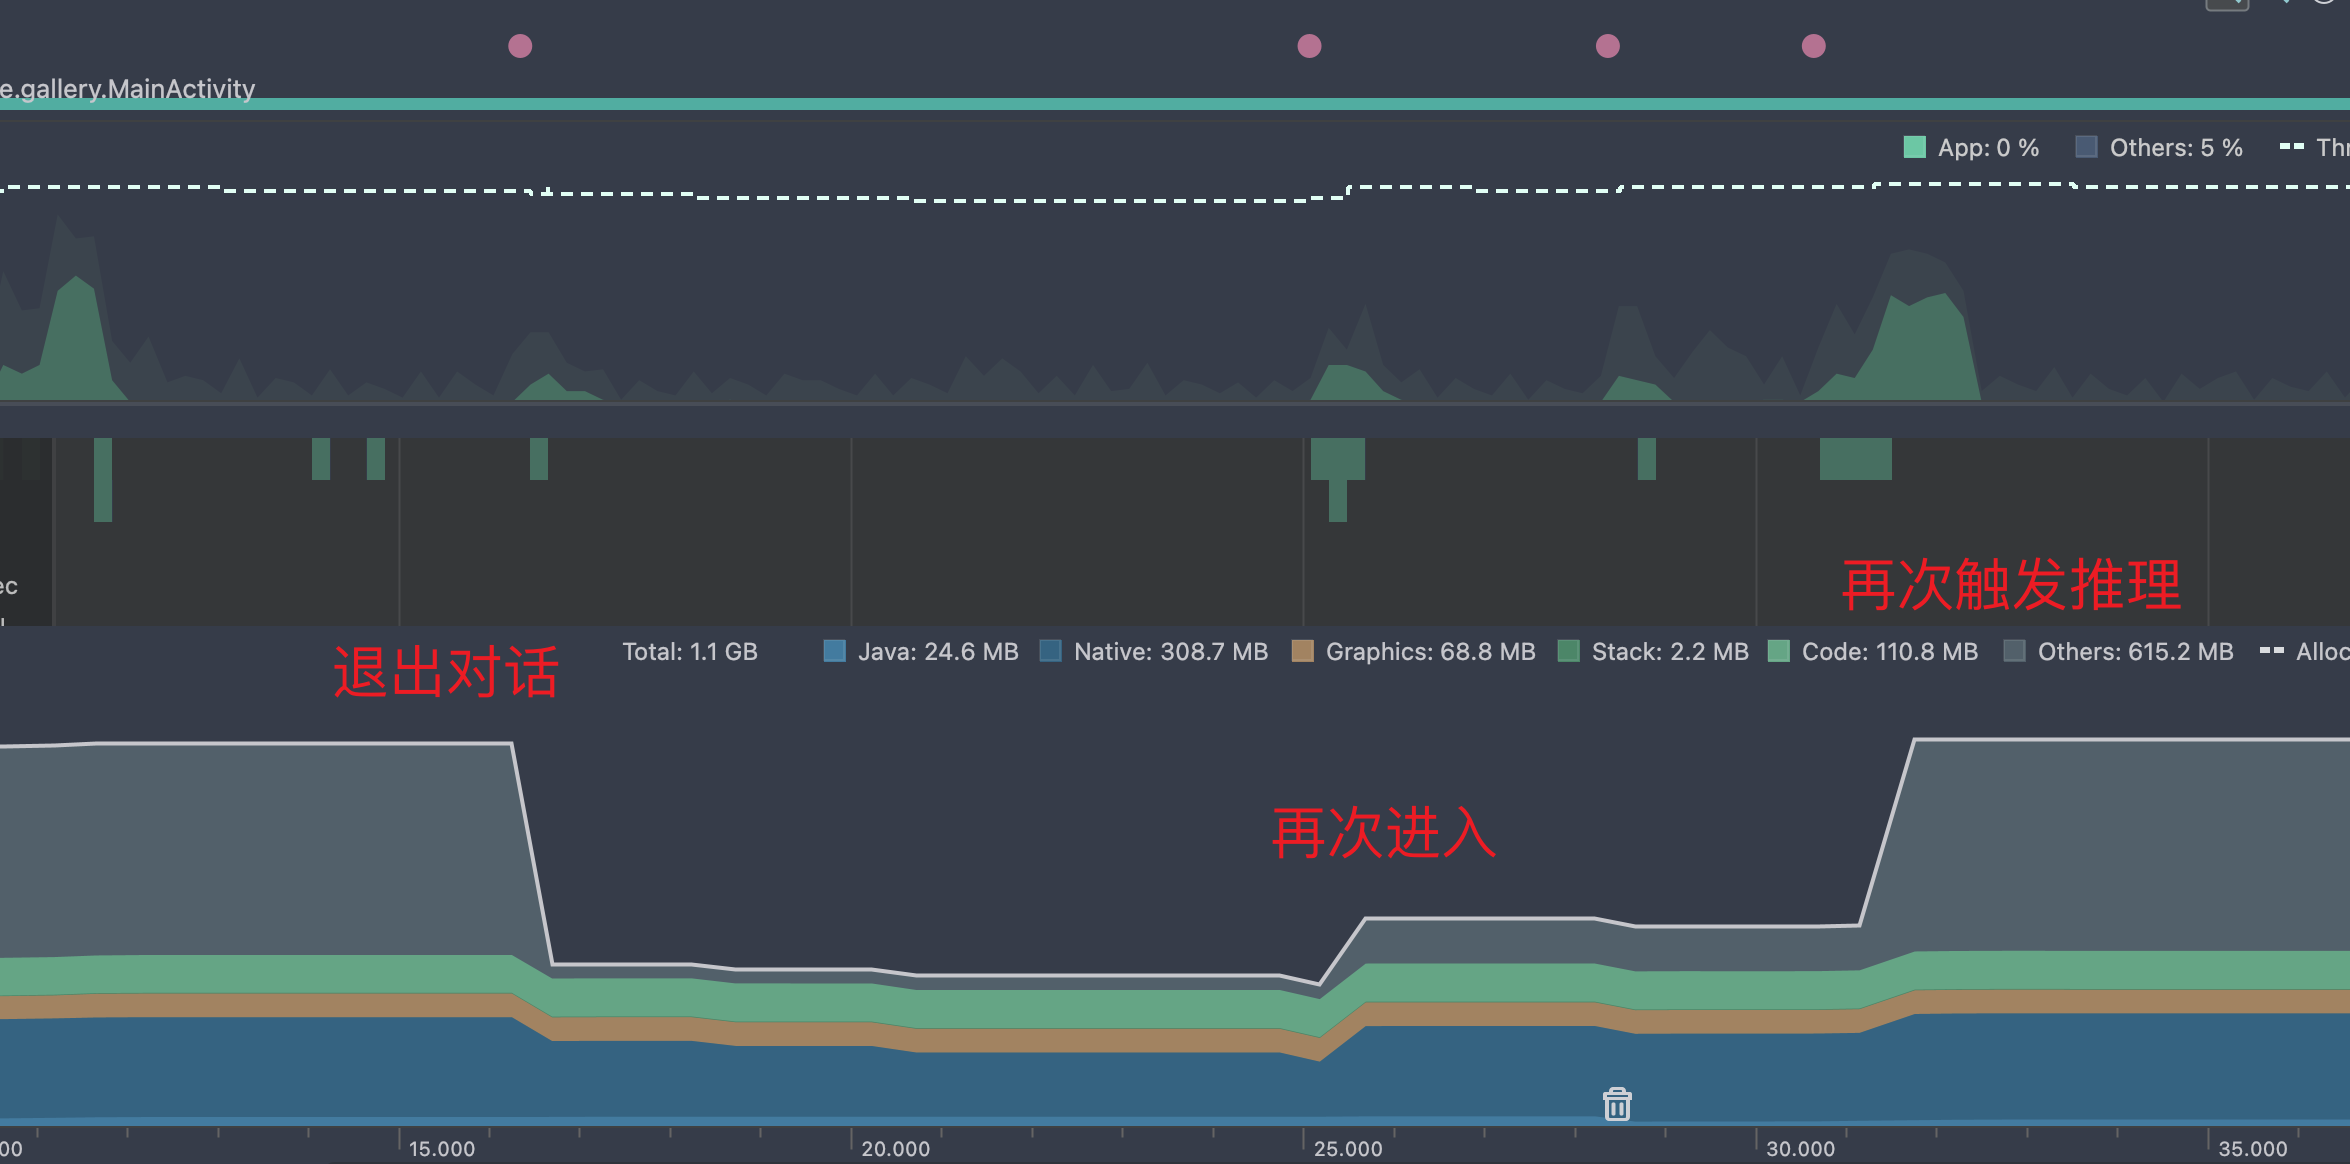 e.gallery.MainActivity
App: 0 % Others: 5 % Thr
ec
再次触发推理
退出对话
Total: 1.1 GB Java: 24.6 MB Native: 308.7 MB Graphics: 68.8 MB Stack: 2.2 MB Code: 110.8 MB Others: 615.2 MB Alloc
再次进入
00 15.000 20.000 25.000 30.000 35.000